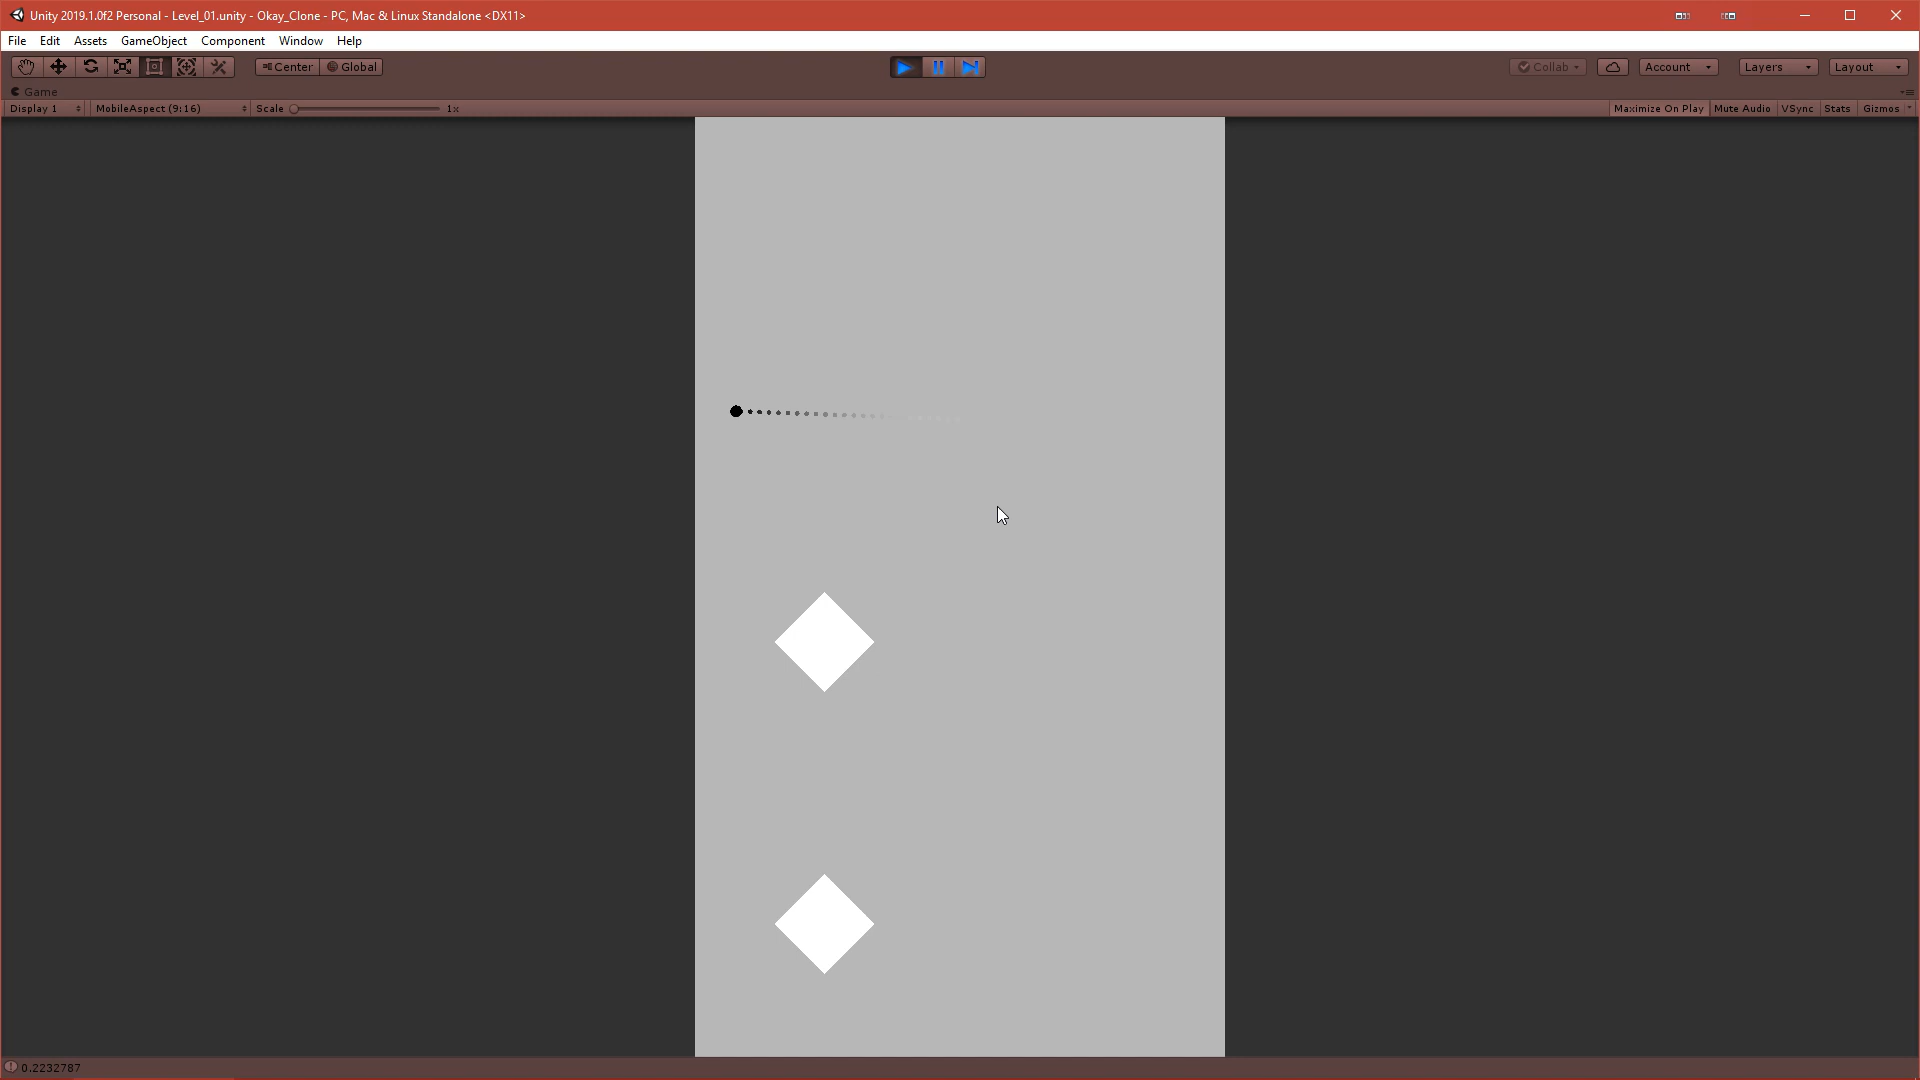 Unity 2019.1.0f2 Personal - Level_01.unity - Okay_Clone - PC, Mac & Linux Standalone <DX11>
File Edit Assets GameObject Component Window Help
Center Global Collab Account Layers Layout
Game
Display 1 MobileAspect (9:16) Scale 1x Maximize On Play Mute Audio VSync Stats Gizmos
0.2232787